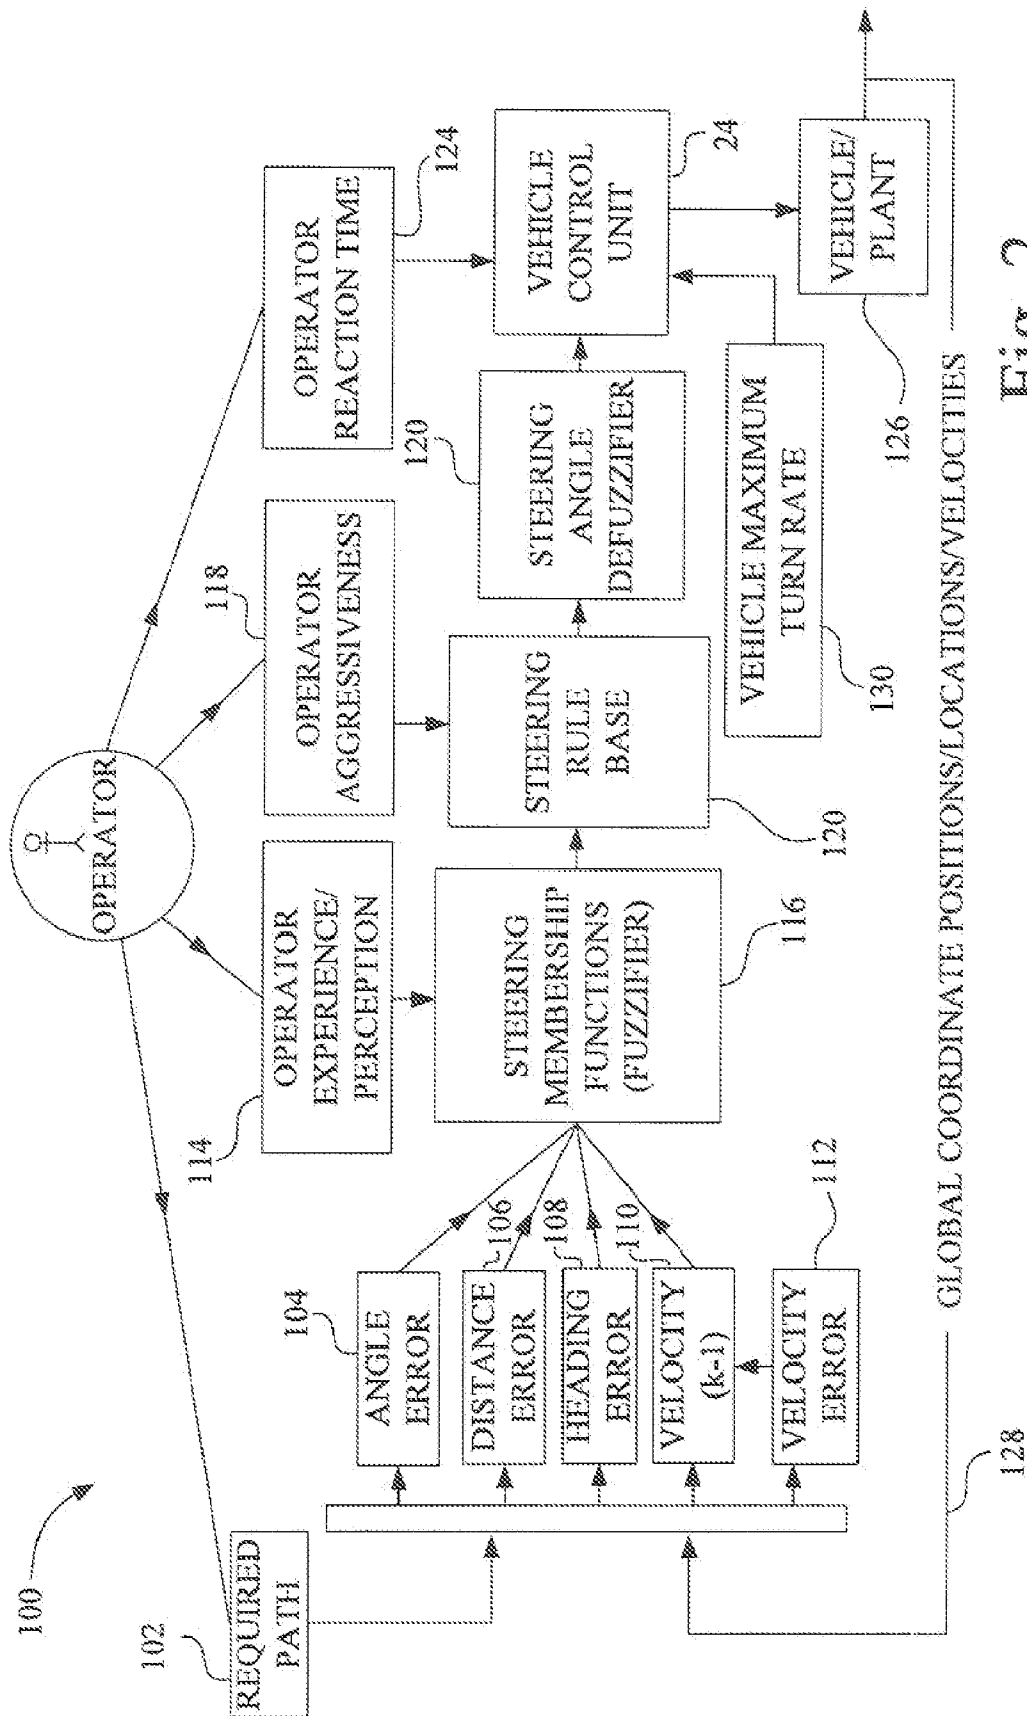 100
OPERATOR
102
REQUIRED
PATH
114
OPERATOR
EXPERIENCE/
PERCEPTION
118
OPERATOR
AGGRESSIVENESS
OPERATOR
REACTION TIME
124
104
ANGLE
ERROR
106
DISTANCE
ERROR
108
HEADING
ERROR
110
VELOCITY
(k-1)
112
VELOCITY
ERROR
STEERING
MEMBERSHIP
FUNCTIONS
(FUZZIFIER)
116
STEERING
RULE
BASE
120
120
STEERING
ANGLE
DEFUZZIFIER
VEHICLE
CONTROL
UNIT
24
VEHICLE MAXIMUM
TURN RATE
130
VEHICLE/
PLANT
126
128
GLOBAL COORDINATE POSITIONS/LOCATIONS/VELOCITIES